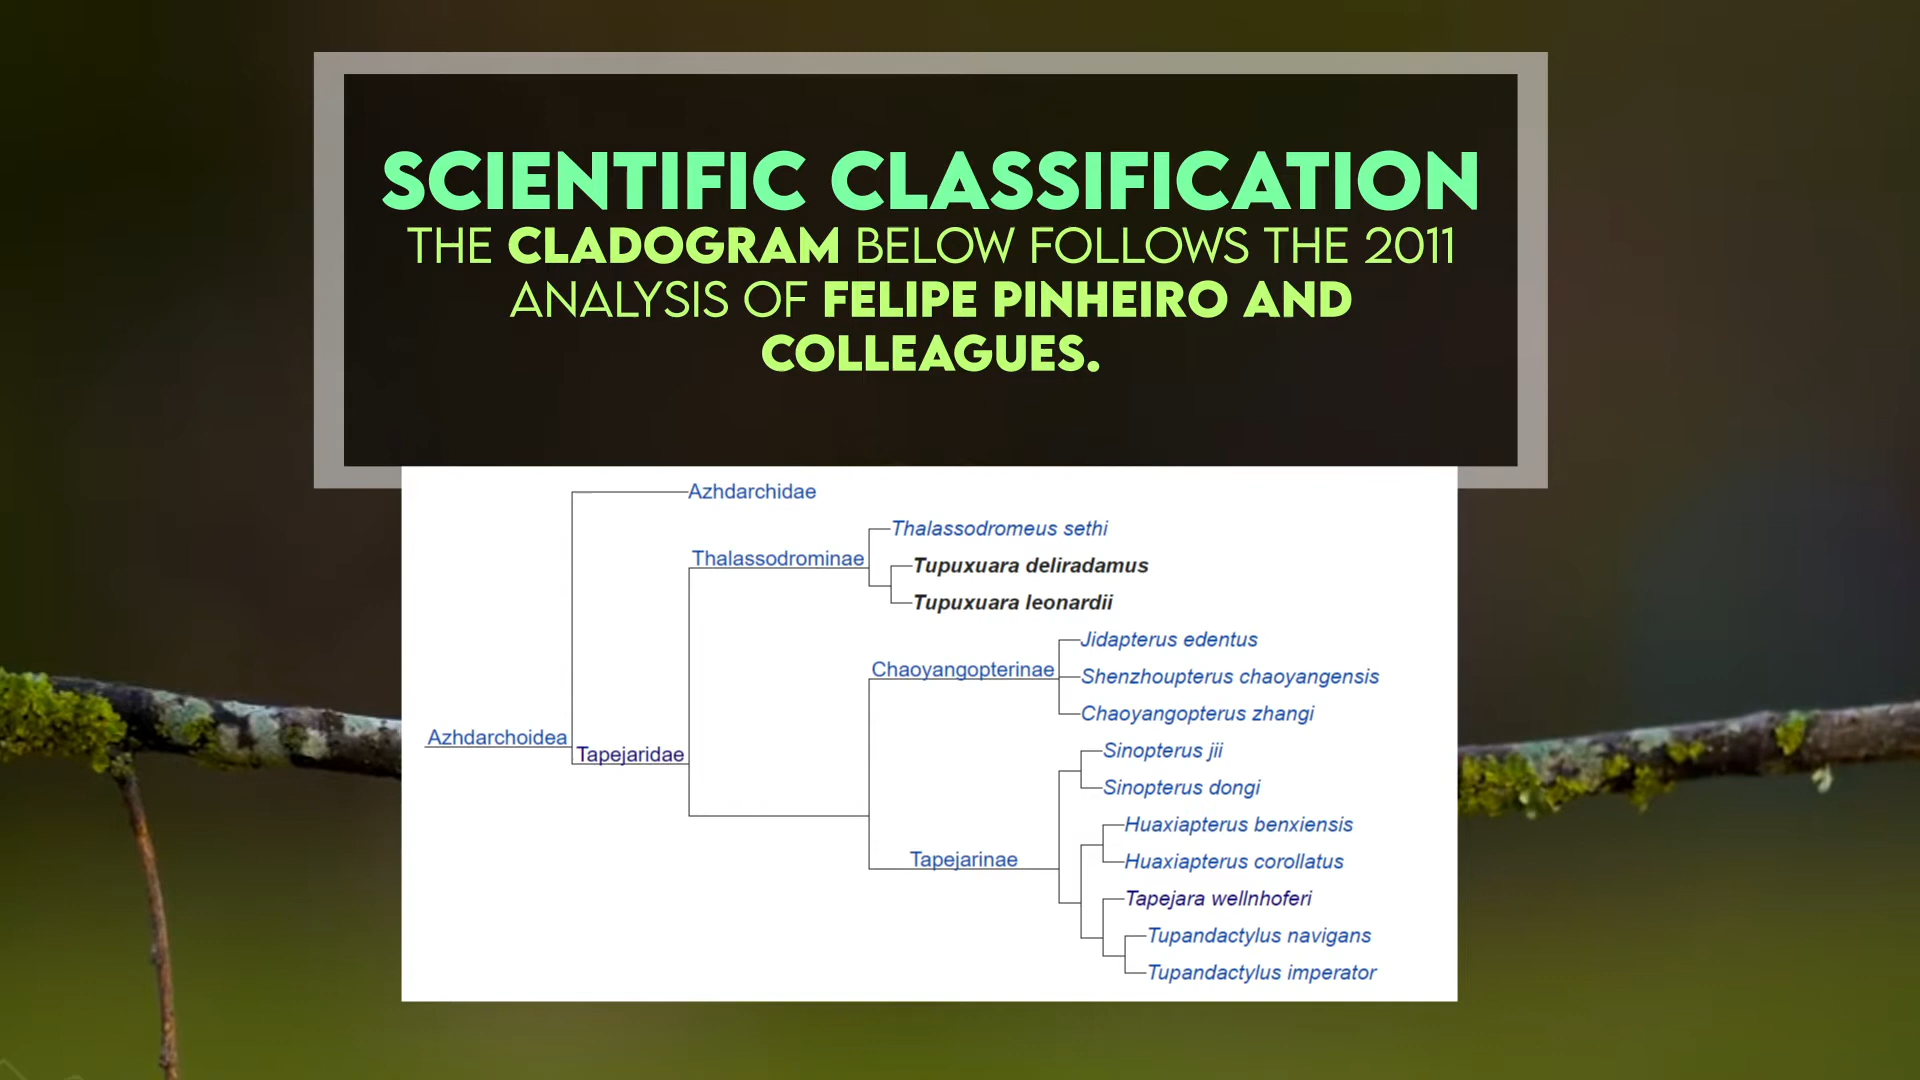 SCIENTIFIC CLASSIFICATION
THE CLADOGRAM BELOW FOLLOWS THE 2011
ANALYSIS OF FELIPE PINHEIRO AND
COLLEAGUES.
Azhdarchidae
Thalassodromeus sethi
Thalassodrominae
Tupuxuara deliradamus
Tupuxuara leonardii
Jidapterus edentus
Chaoyangopterinae
Shenzhoupterus chaoyangensis
Chaoyangopterus zhangi
Azhdarchoidea
Tapejaridae
Sinopterus jii
Sinopterus dongi
Huaxiapterus benxiensis
Tapejarinae
Huaxiapterus corollatus
Tapejara wellnhoferi
Tupandactylus navigans
Tupandactylus imperator